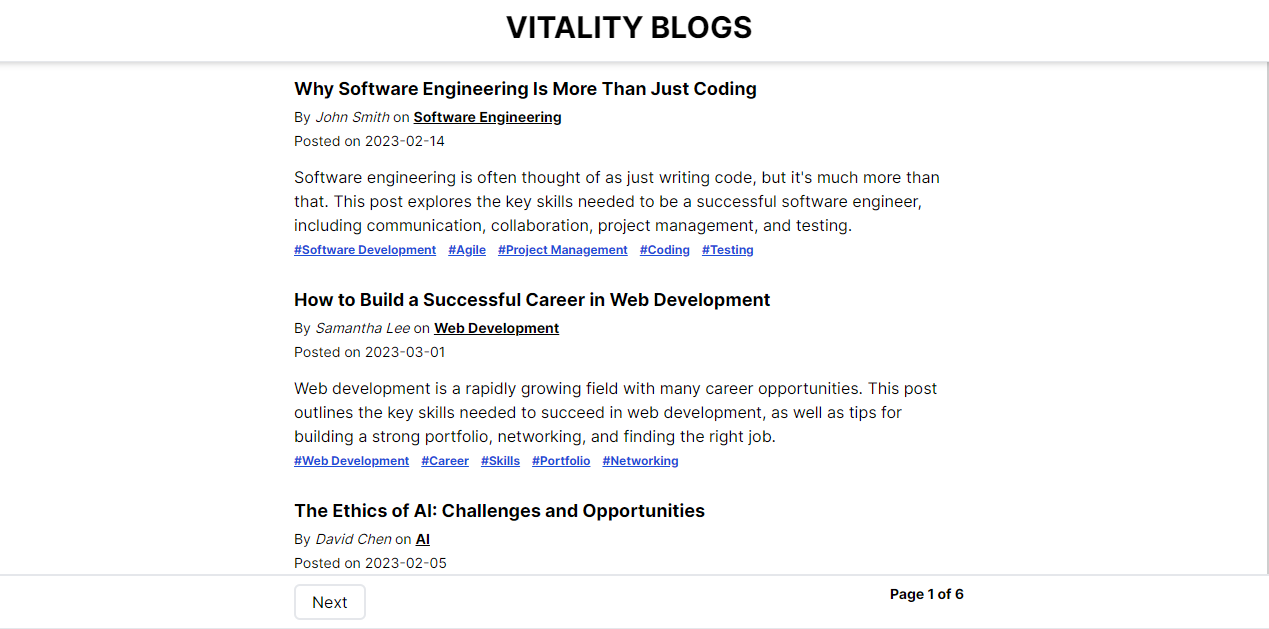 VITALITY BLOGS
Why Software Engineering Is More Than Just Coding
By John Smith on Software Engineering
Posted on 2023-02-14
Software engineering is often thought of as just writing code, but it's much more than
that. This post explores the key skills needed to be a successful software engineer,
including communication, collaboration, project management, and testing.
#Software Development #Agile #Project Management #Coding #Testing
How to Build a Successful Career in Web Development
By Samantha Lee on Web Development
Posted on 2023-03-01
Web development is a rapidly growing field with many career opportunities. This post
outlines the key skills needed to succeed in web development, as well as tips for
building a strong portfolio, networking, and finding the right job.
#Web Development #Career #Skills #Portfolio #Networking
The Ethics of AI: Challenges and Opportunities
By David Chen on AI
Posted on 2023-02-05
Next
Page 1 of 6